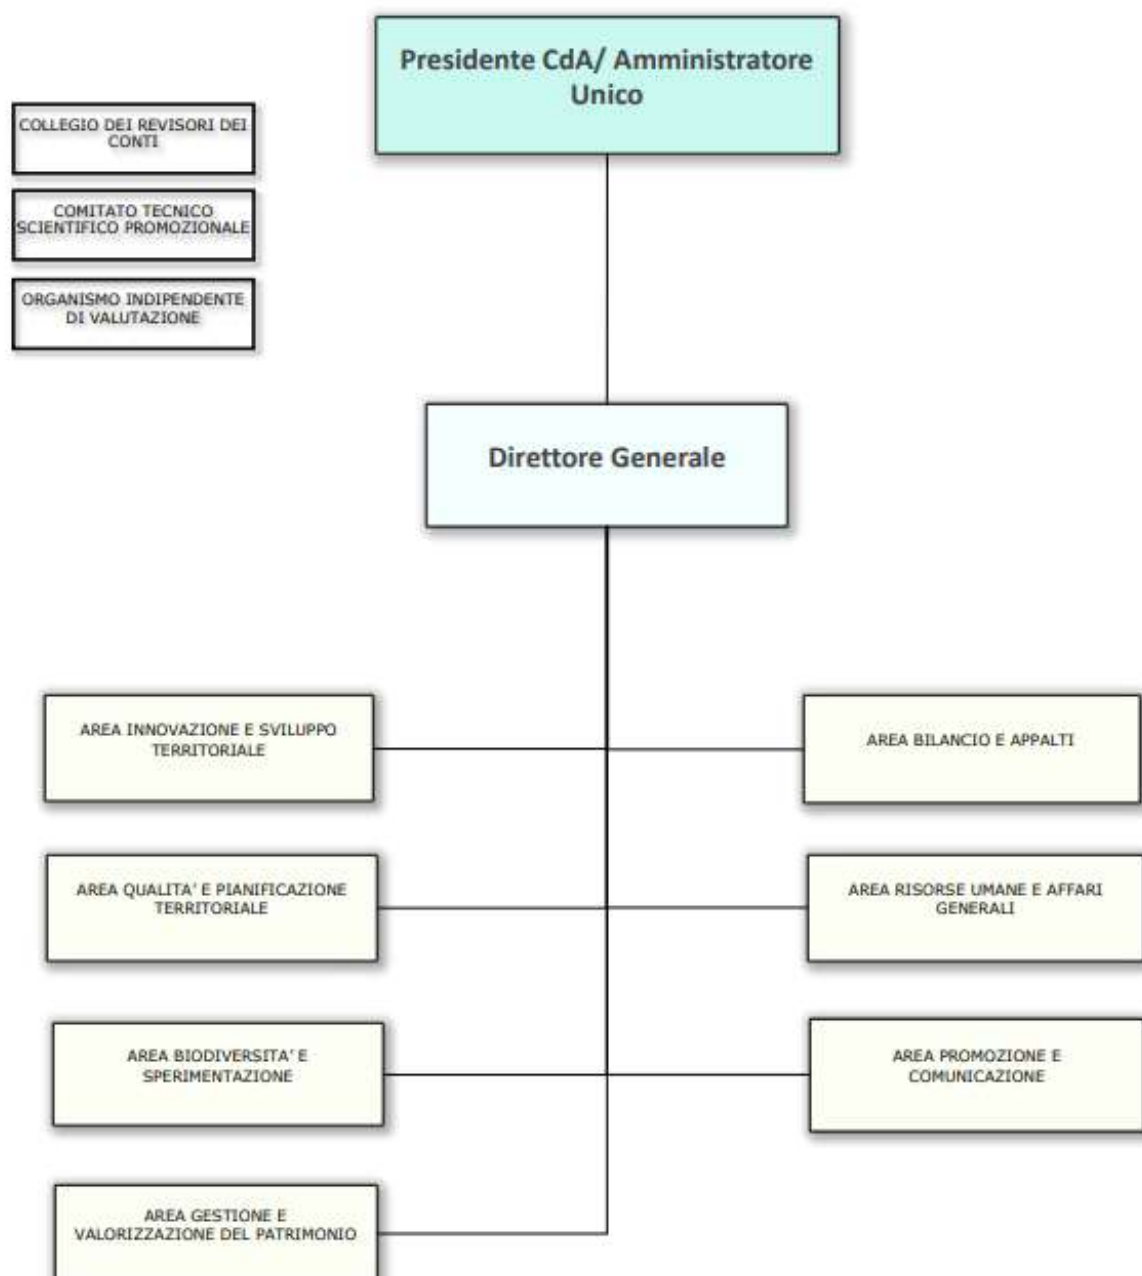 Presidente CdA/ Amministratore
Unico
COLLEGIO DEI REVISORI DEI
CONTI
COMITATO TECNICO
SCIENTIFICO PROMOZIONALE
ORGANISMO INDIPENDENTE
DI VALUTAZIONE
Direttore Generale
AREA INNOVAZIONE E SVILUPPO
TERRITORIALE
AREA BILANCIO E APPALTI
AREA QUALITA' E PIANIFICAZIONE
TERRITORIALE
AREA RISORSE UMANE E AFFARI
GENERALI
AREA BIODIVERSITA' E
SPERIMENTAZIONE
AREA PROMOZIONE E
COMUNICAZIONE
AREA GESTIONE E
VALORIZZAZIONE DEL PATRIMONIO